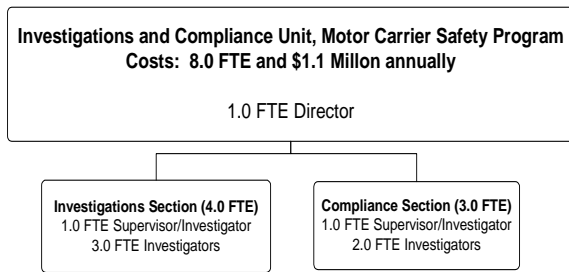 Investigations and Compliance Unit, Motor Carrier Safety Program
Costs: 8.0 FTE and $1.1 Millon annually
1.0 FTE Director
Investigations Section (4.0 FTE)
1.0 FTE Supervisor/Investigator
3.0 FTE Investigators
Compliance Section (3.0 FTE)
1.0 FTE Supervisor/Investigator
2.0 FTE Investigators